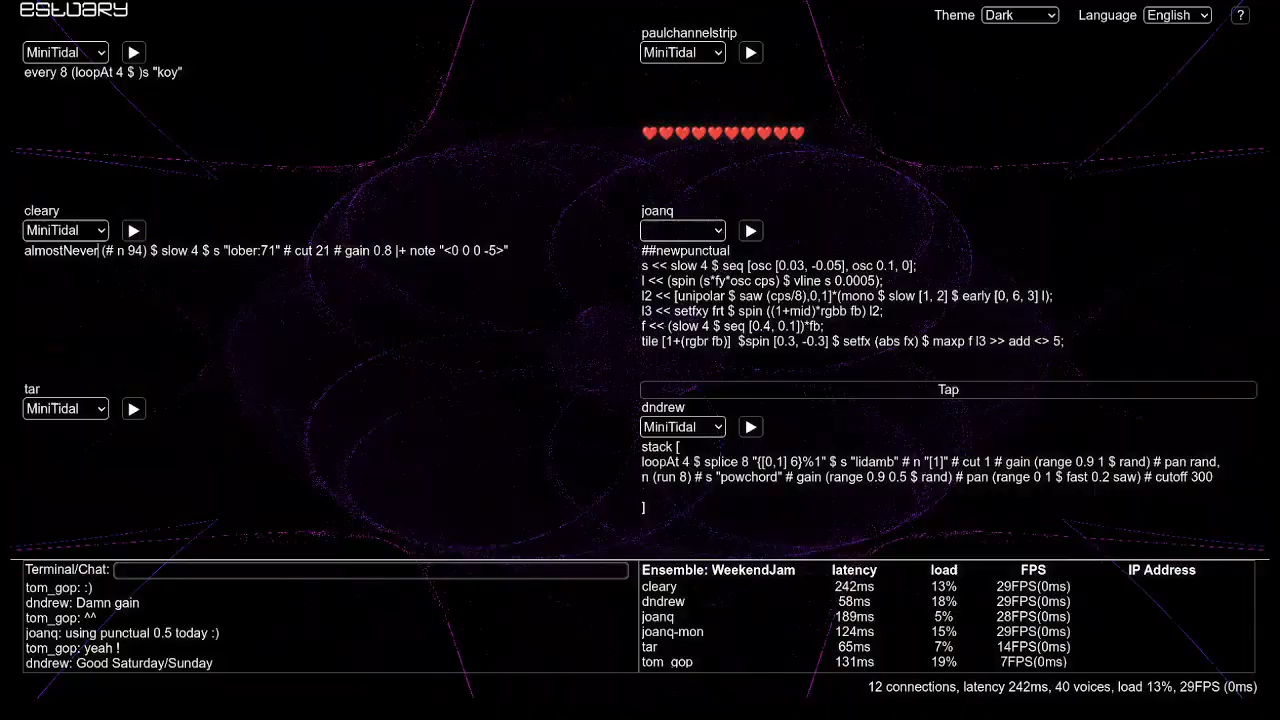 estuary
Theme Dark Language English ?
MiniTidal
every 8 (loopAt 4 $ )s "koy"
paulchannelstrip
MiniTidal
❤️❤️❤️❤️❤️❤️❤️❤️❤️❤️
cleary
MiniTidal
almostNever (# n 94) $ slow 4 $ s "lober:71" # cut 21 # gain 0.8 |+ note "<0 0 0 -5>"
joanq
##newpunctual
s << slow 4 $ seq [osc [0.03, -0.05], osc 0.1, 0];
l << (spin (s*fy*osc cps) $ vline s 0.0005);
l2 << [unipolar $ saw (cps/8),0,1]*(mono $ slow [1, 2] $ early [0, 6, 3] l);
l3 << setfxy frt $ spin ((1+mid)*rgbb fb) l2;
f << (slow 4 $ seq [0.4, 0.1])*fb;
tile [1+(rgbr fb)]  $spin [0.3, -0.3] $ setfx (abs fx) $ maxp f l3 >> add <> 5;
tar
MiniTidal
Tap
dndrew
MiniTidal
stack [
loopAt 4 $ splice 8 "{[0,1] 6}%1" $ s "lidamb" # n "[1]" # cut 1 # gain (range 0.9 1 $ rand) # pan rand,
n (run 8) # s "powchord" # gain (range 0.9 0.5 $ rand) # pan (range 0 1 $ fast 0.2 saw) # cutoff 300
]
Terminal/Chat:
tom_gop: :)
dndrew: Damn gain
tom_gop: ^^
joanq: using punctual 0.5 today :)
tom_gop: yeah !
dndrew: Good Saturday/Sunday
Ensemble: WeekendJam latency load FPS IP Address
cleary 242ms 13% 29FPS(0ms)
dndrew 58ms 18% 29FPS(0ms)
joanq 189ms 5% 28FPS(0ms)
joanq-mon 124ms 15% 29FPS(0ms)
tar 65ms 7% 14FPS(0ms)
tom_gop 131ms 19% 7FPS(0ms)
12 connections, latency 242ms, 40 voices, load 13%, 29FPS (0ms)